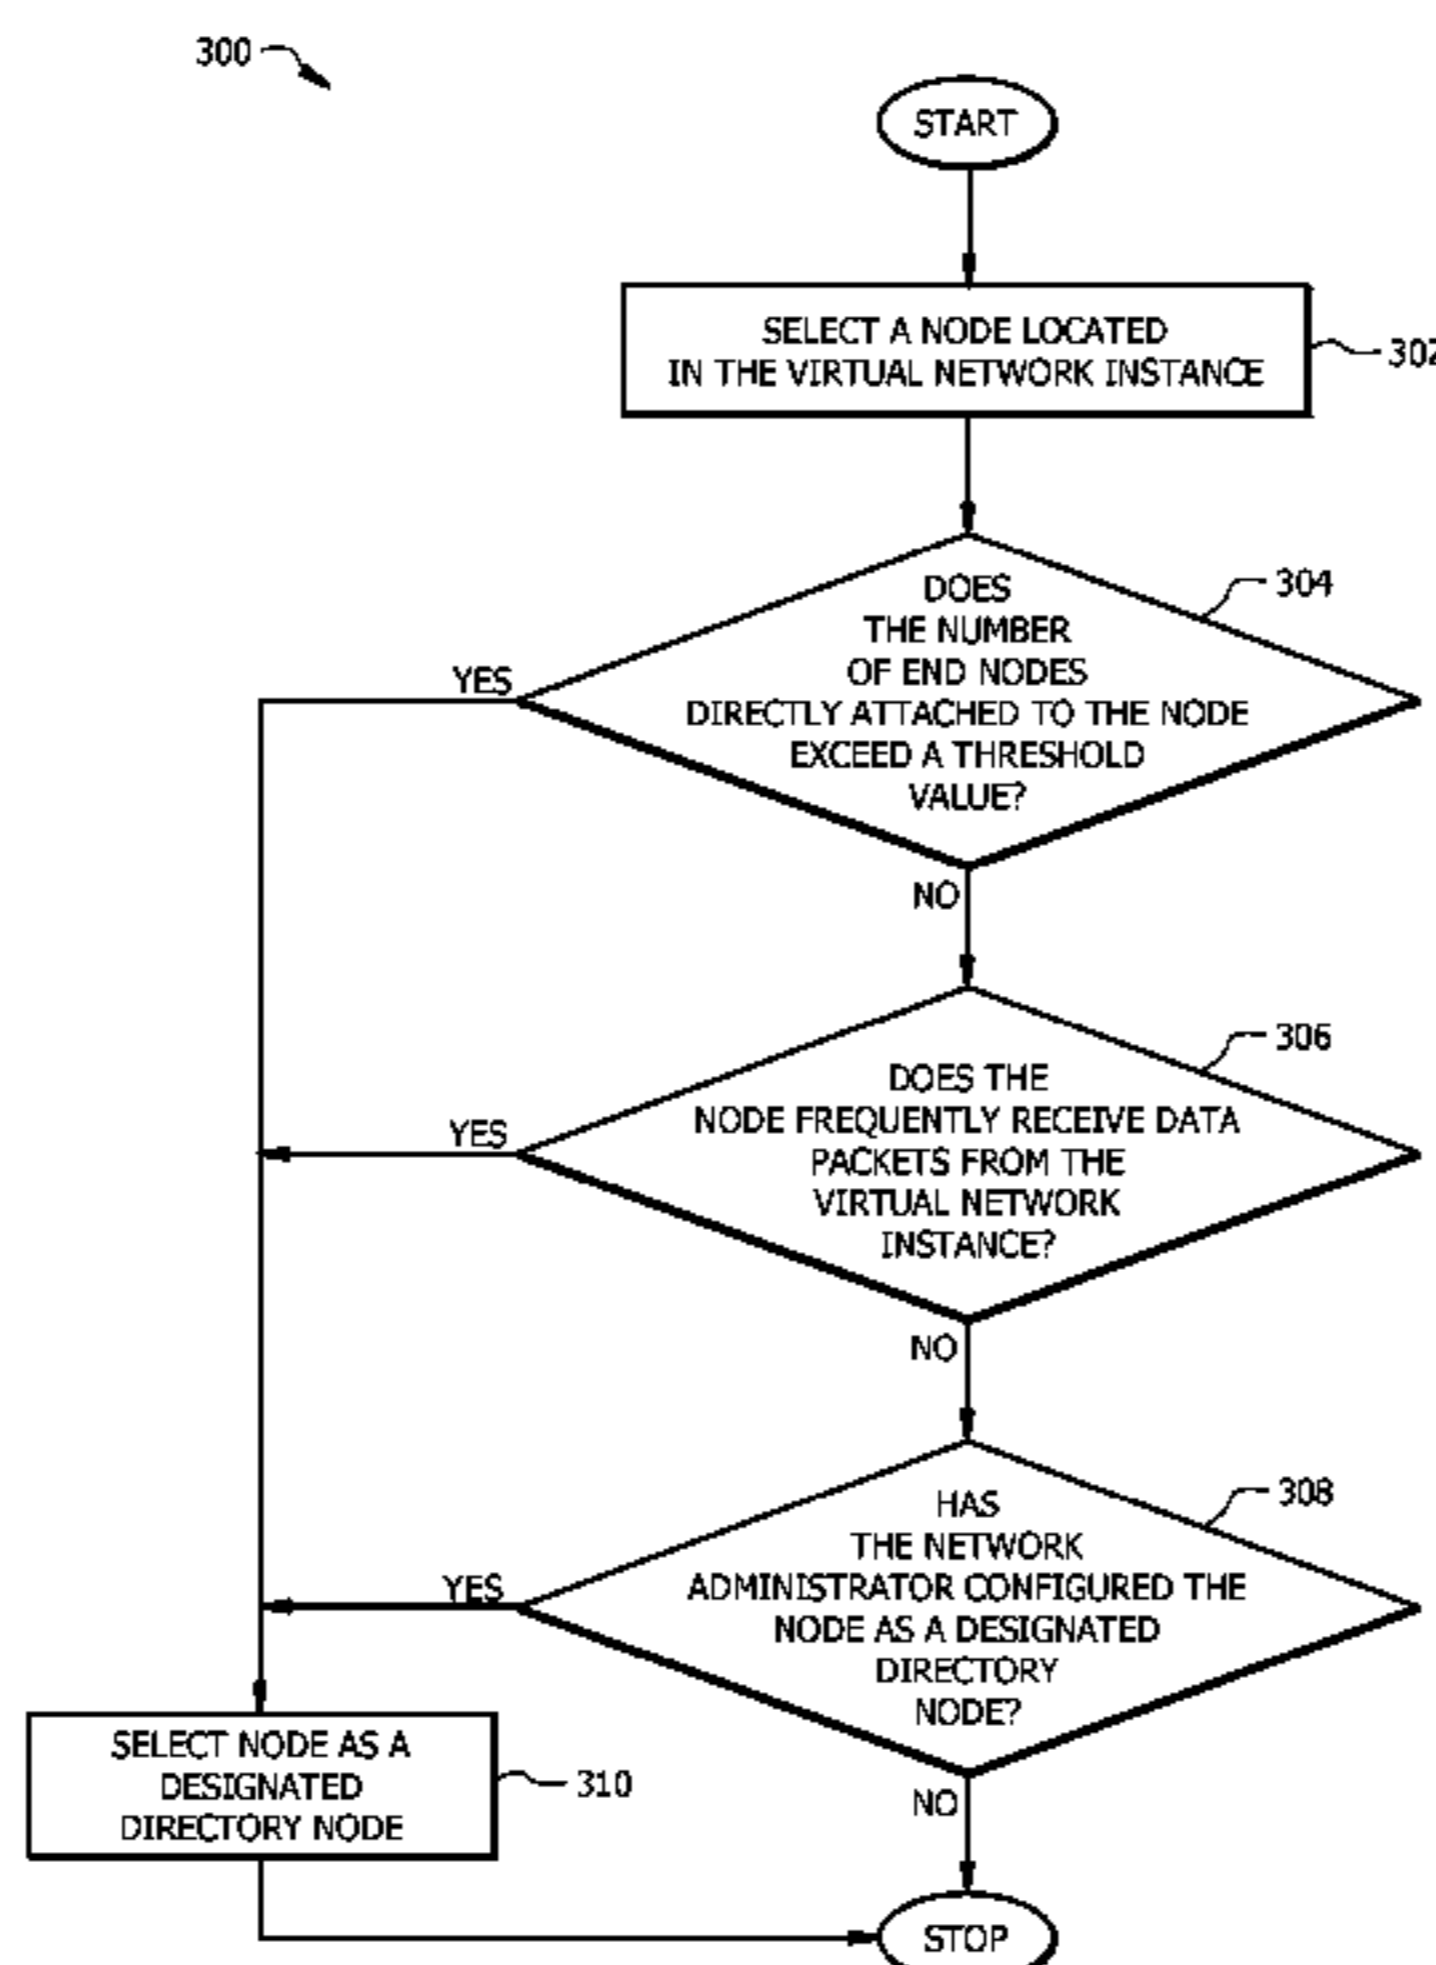 300
START
SELECT A NODE LOCATED
IN THE VIRTUAL NETWORK INSTANCE
302
DOES
THE NUMBER
OF END NODES
DIRECTLY ATTACHED TO THE NODE
EXCEED A THRESHOLD
VALUE?
304
YES
NO
DOES THE
NODE FREQUENTLY RECEIVE DATA
PACKETS FROM THE
VIRTUAL NETWORK
INSTANCE?
306
YES
NO
HAS
THE NETWORK
ADMINISTRATOR CONFIGURED THE
NODE AS A DESIGNATED
DIRECTORY
NODE?
308
YES
NO
SELECT NODE AS A
DESIGNATED
DIRECTORY NODE
310
STOP